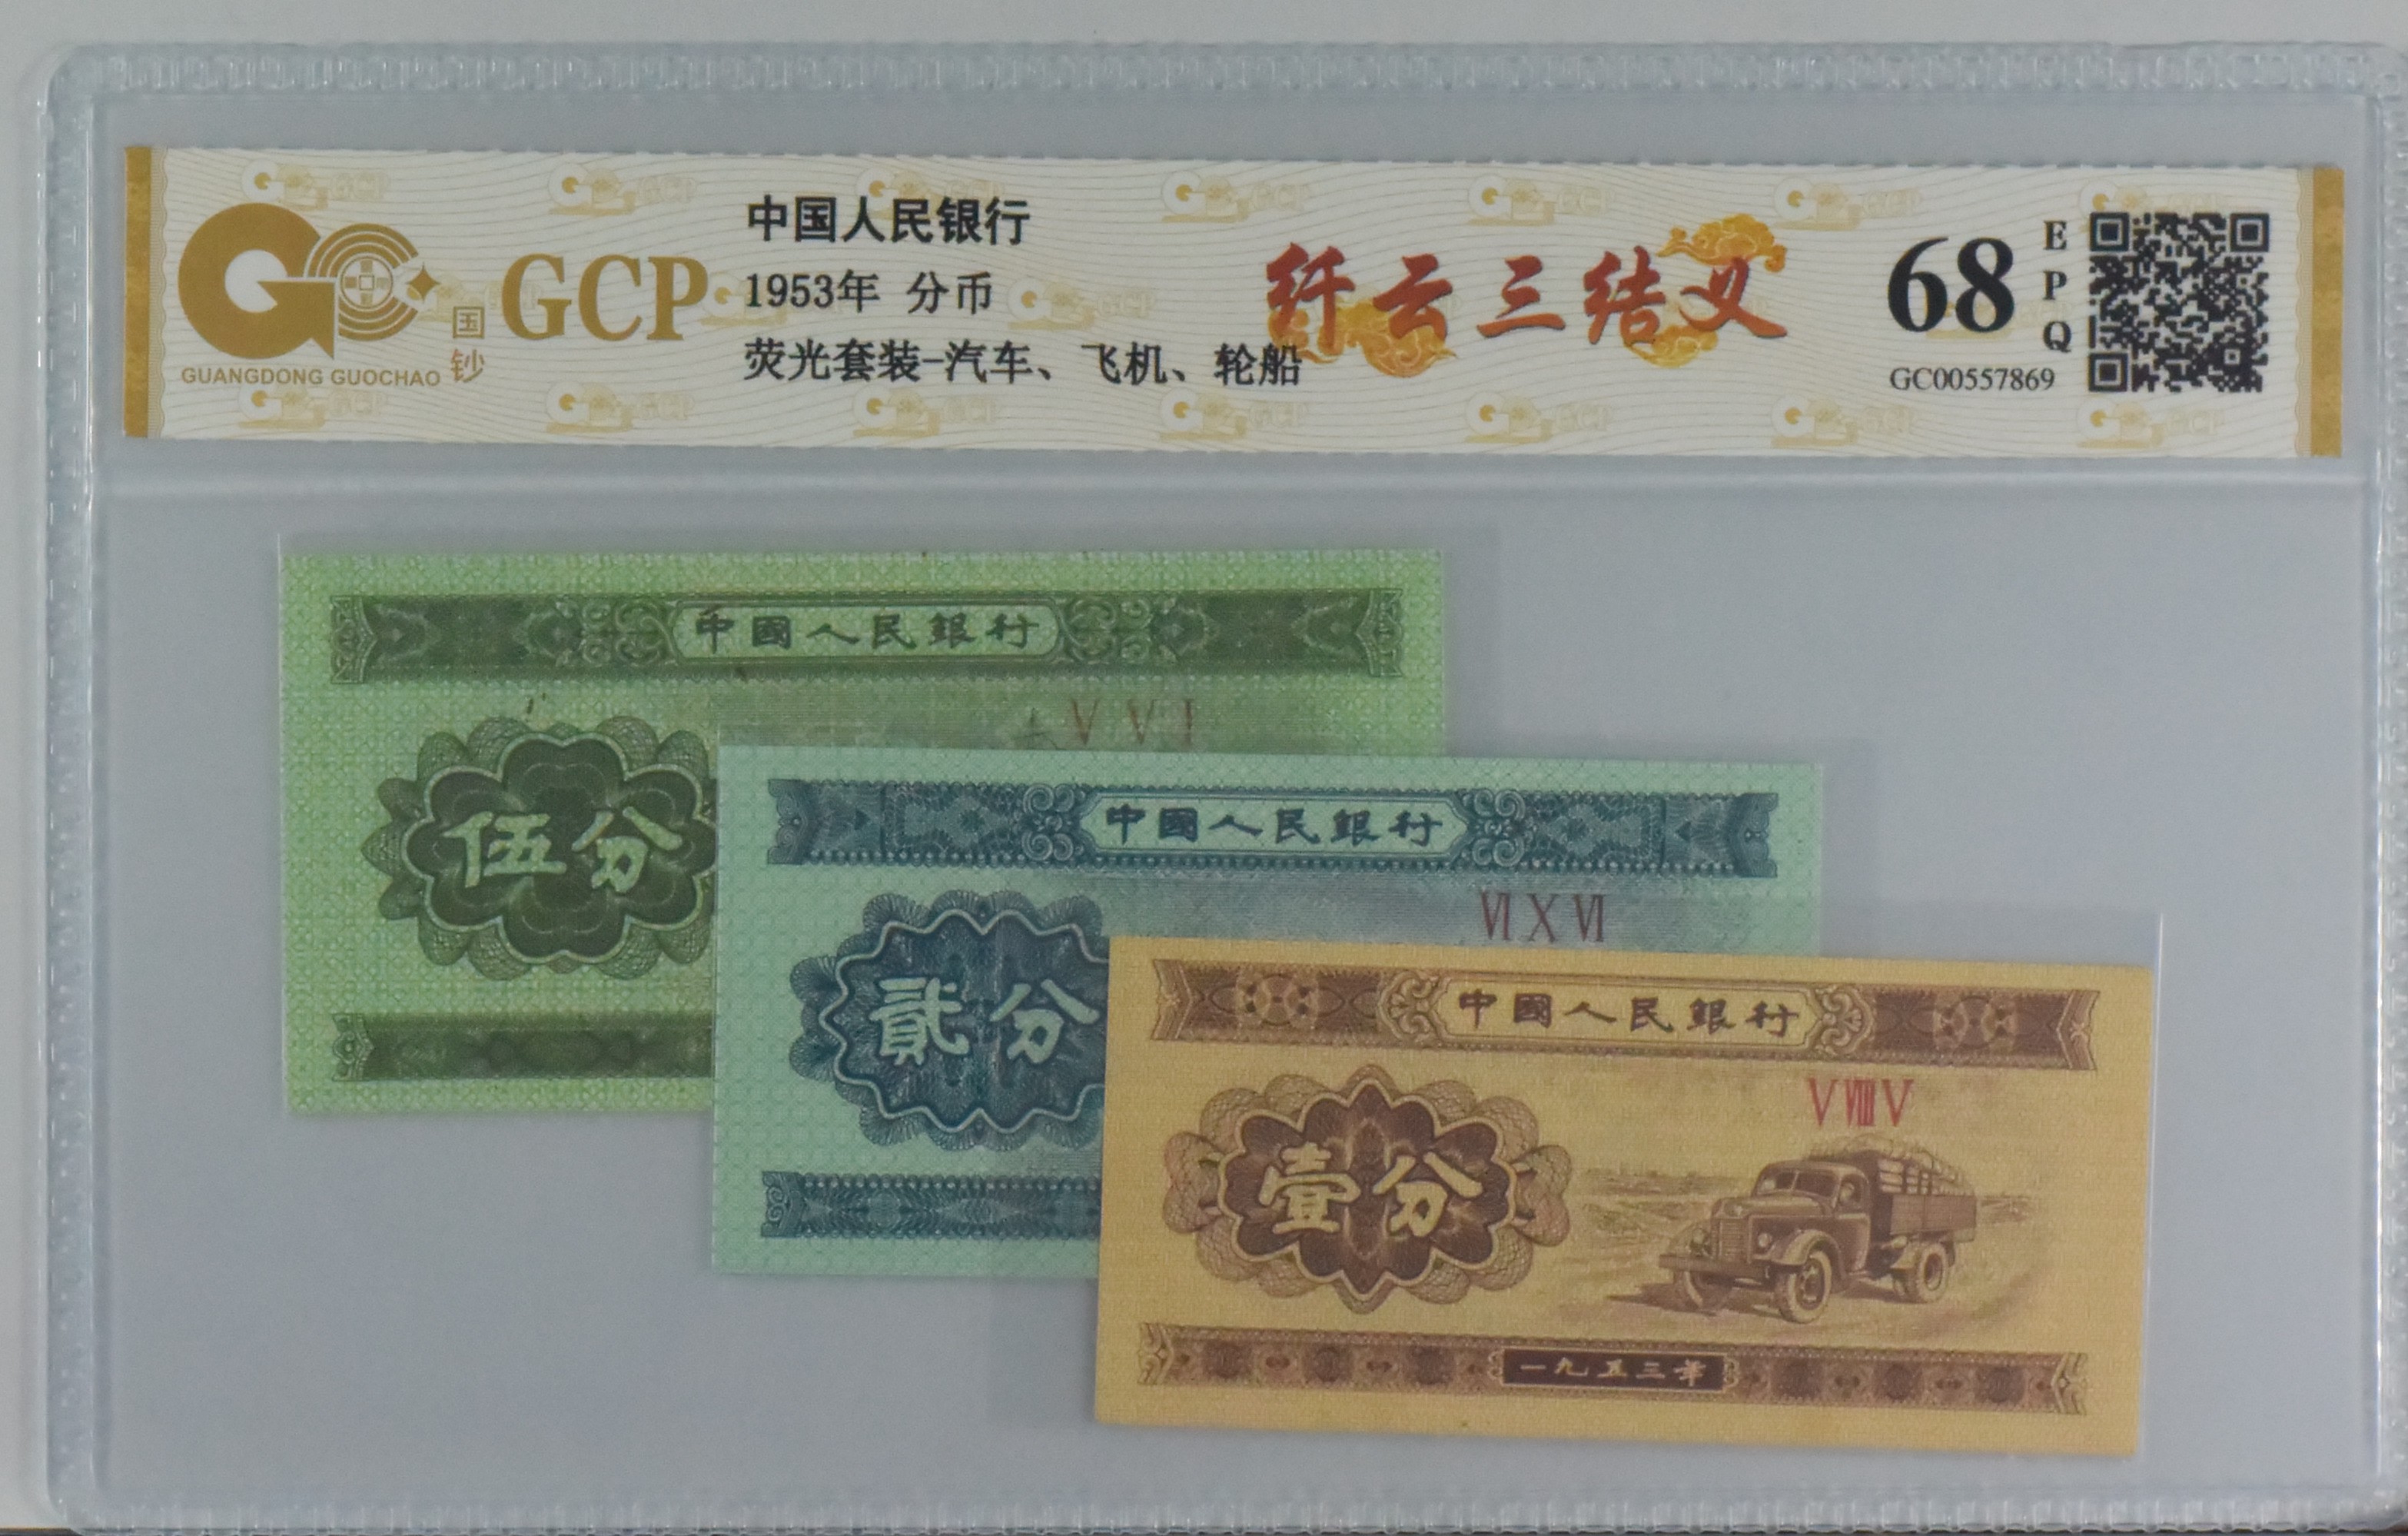 GUANGDONG GUOCHAO
国钞
GCP
中国人民银行
1953年 分币
荧光套装-汽车、飞机、轮船
纤云三结义
68
EPQ
GC00557869
中國人民銀行
V V I
伍分
中國人民銀行
VI X VI
貳分
中國人民銀行
V VIII V
壹分
一九五三年